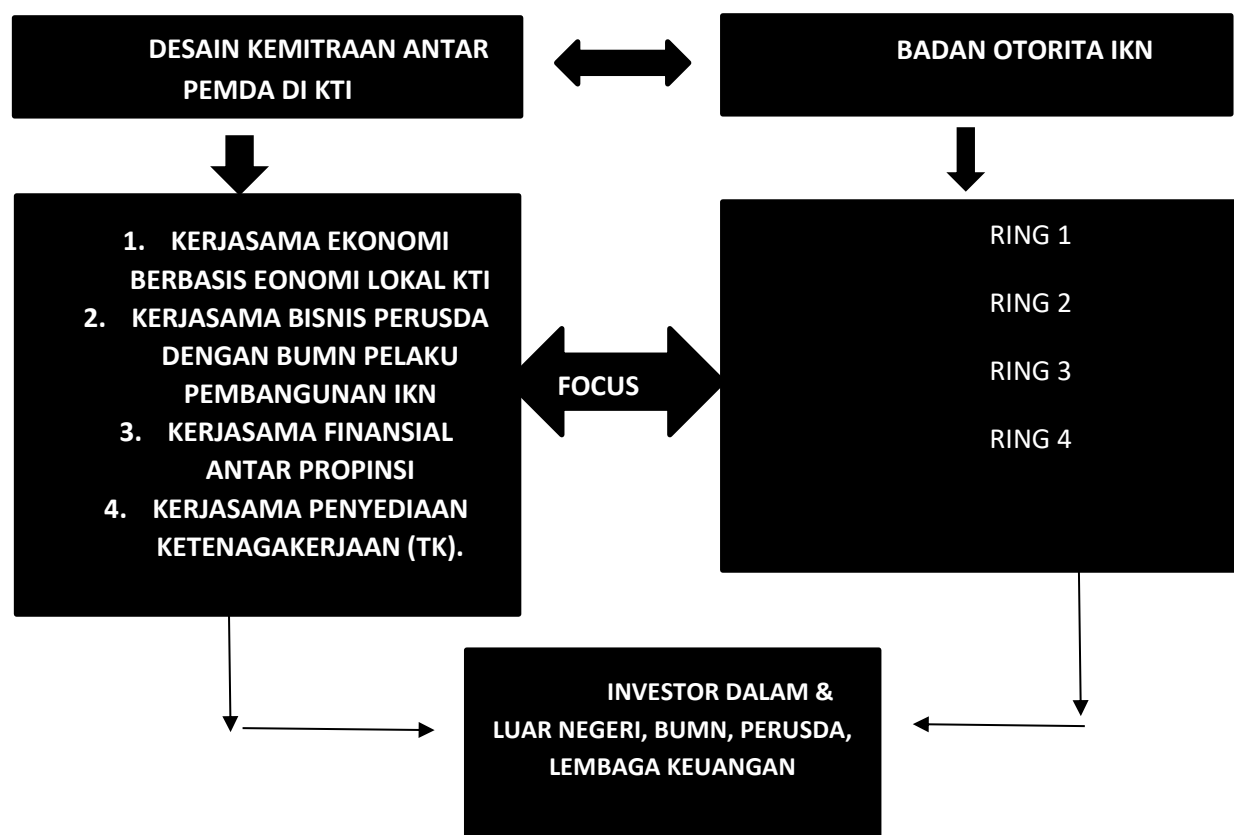 DESAIN KEMITRAAN ANTAR
PEMDA DI KTI
BADAN OTORITA IKN
1. KERJASAMA EKONOMI
BERBASIS EONOMI LOKAL KTI
2. KERJASAMA BISNIS PERUSDA
DENGAN BUMN PELAKU
PEMBANGUNAN IKN
3. KERJASAMA FINANSIAL
ANTAR PROPINSI
4. KERJASAMA PENYEDIAAN
KETENAGAKERJAAN (TK).
FOCUS
RING 1
RING 2
RING 3
RING 4
INVESTOR DALAM &
LUAR NEGERI, BUMN, PERUSDA,
LEMBAGA KEUANGAN